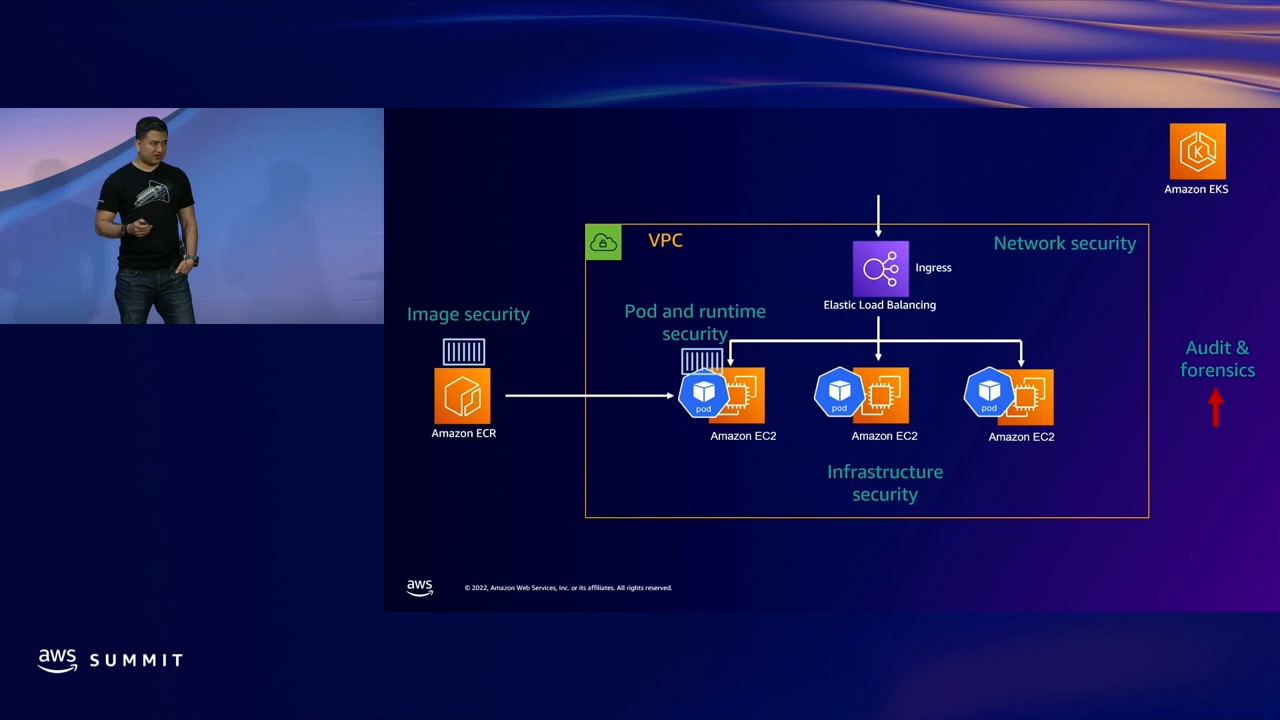 Amazon EKS
VPC
Network security
Ingress
Elastic Load Balancing
Image security
Pod and runtime
security
Audit &
forensics
pod
pod
pod
Amazon ECR
Amazon EC2
Amazon EC2
Amazon EC2
Infrastructure
security
aws
© 2022, Amazon Web Services, Inc. or its affiliates. All rights reserved.
aws SUMMIT